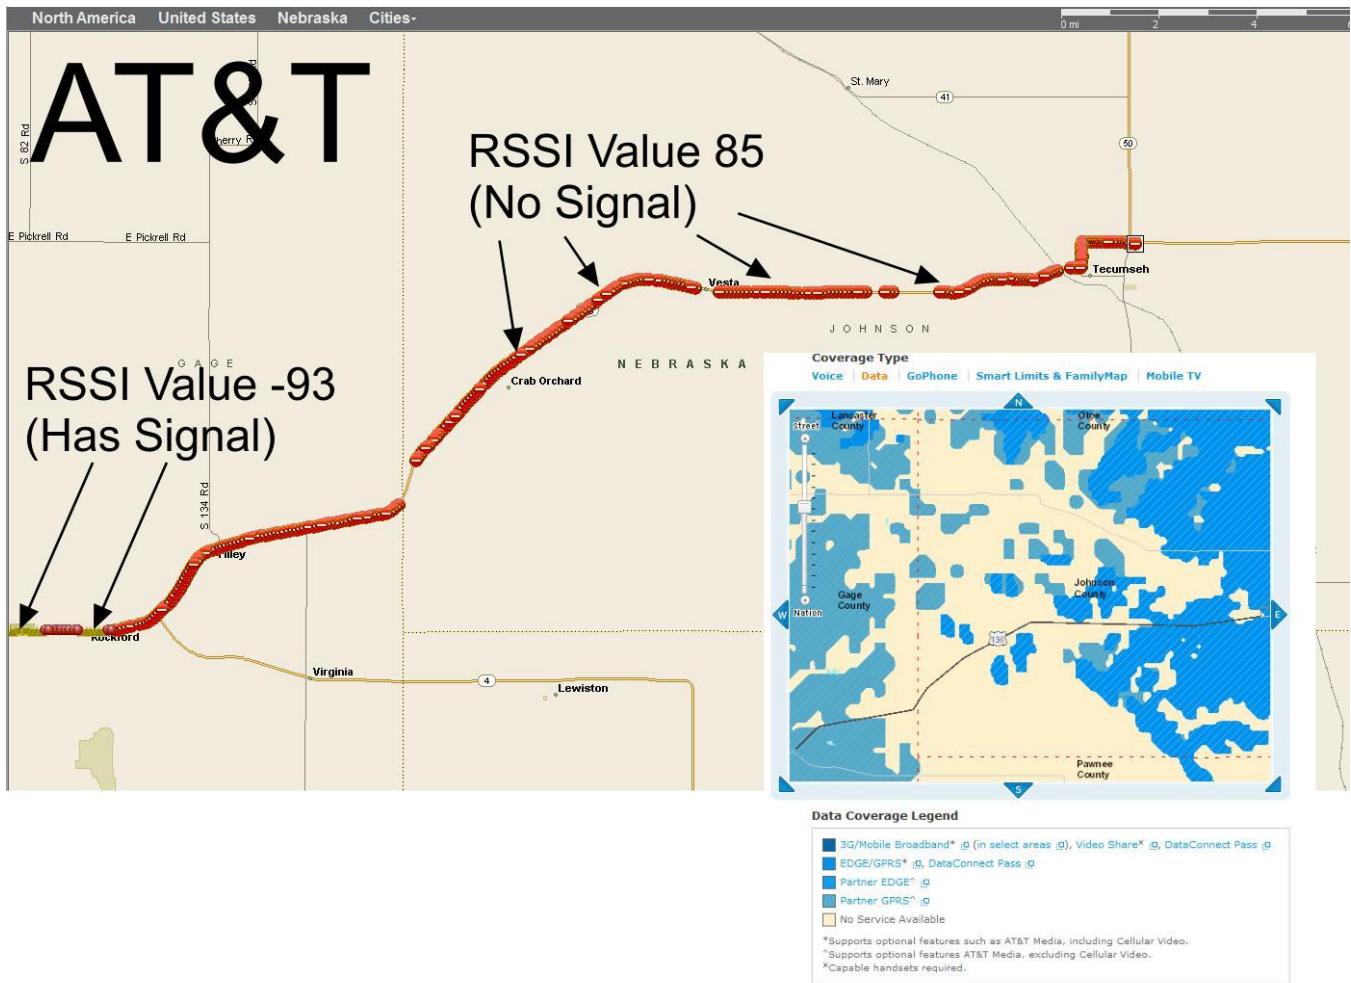 North America United States Nebraska Cities-
0 mi 2 4 6
AT&T
St. Mary
41
S 82 Rd
50
RSSI Value 85
(No Signal)
E Pickrell Rd E Pickrell Rd
Tecumseh
Vesta
JOHNSON
NEBRASKA
GAGE
RSSI Value -93
(Has Signal)
Crab Orchard
S 134 Rd
Filley
Rockford
Virginia
4
Lewiston
Coverage Type
Voice | Data | GoPhone | Smart Limits & FamilyMap | Mobile TV
N
Lancaster County
Otoe County
Street
Gage County
Johnson County
Nation
W
E
136
Pawnee County
S
Data Coverage Legend
3G/Mobile Broadband* (in select areas), Video Share×, DataConnect Pass
EDGE/GPRS*, DataConnect Pass
Partner EDGE^
Partner GPRS^
No Service Available
*Supports optional features such as AT&T Media, including Cellular Video.
^Supports optional features AT&T Media, excluding Cellular Video.
×Capable handsets required.